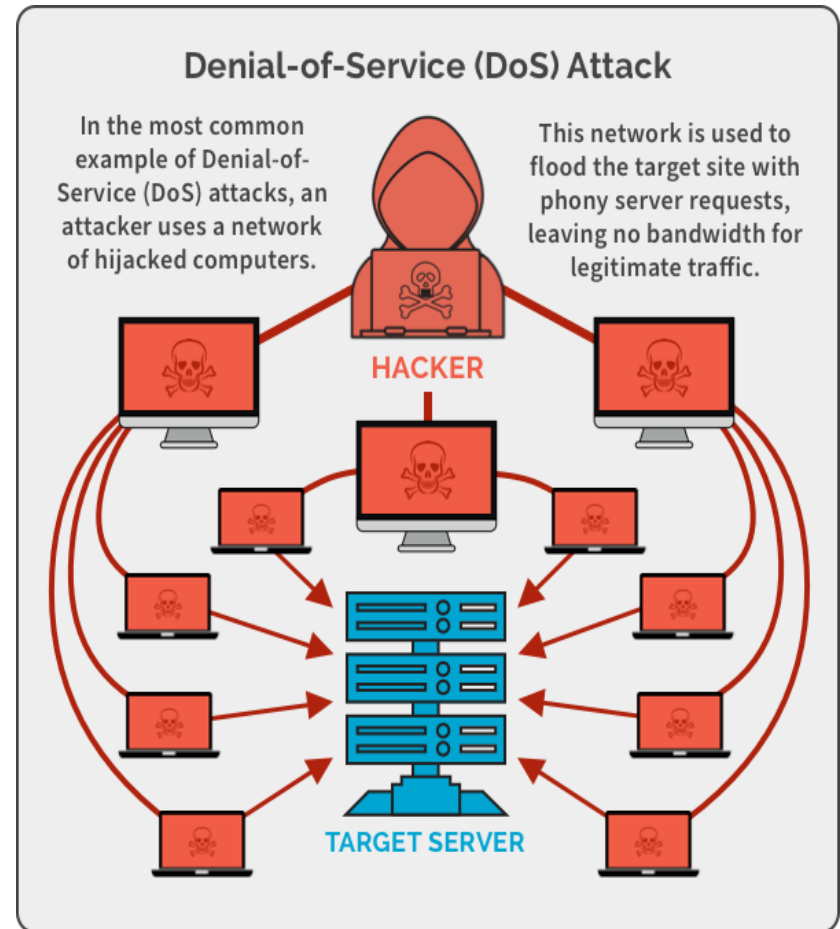 Denial-of-Service (DoS) Attack
In the most common
example of Denial-of-
Service (DoS) attacks, an
attacker uses a network
of hijacked computers.
This network is used to
flood the target site with
phony server requests,
leaving no bandwidth for
legitimate traffic.
HACKER
TARGET SERVER